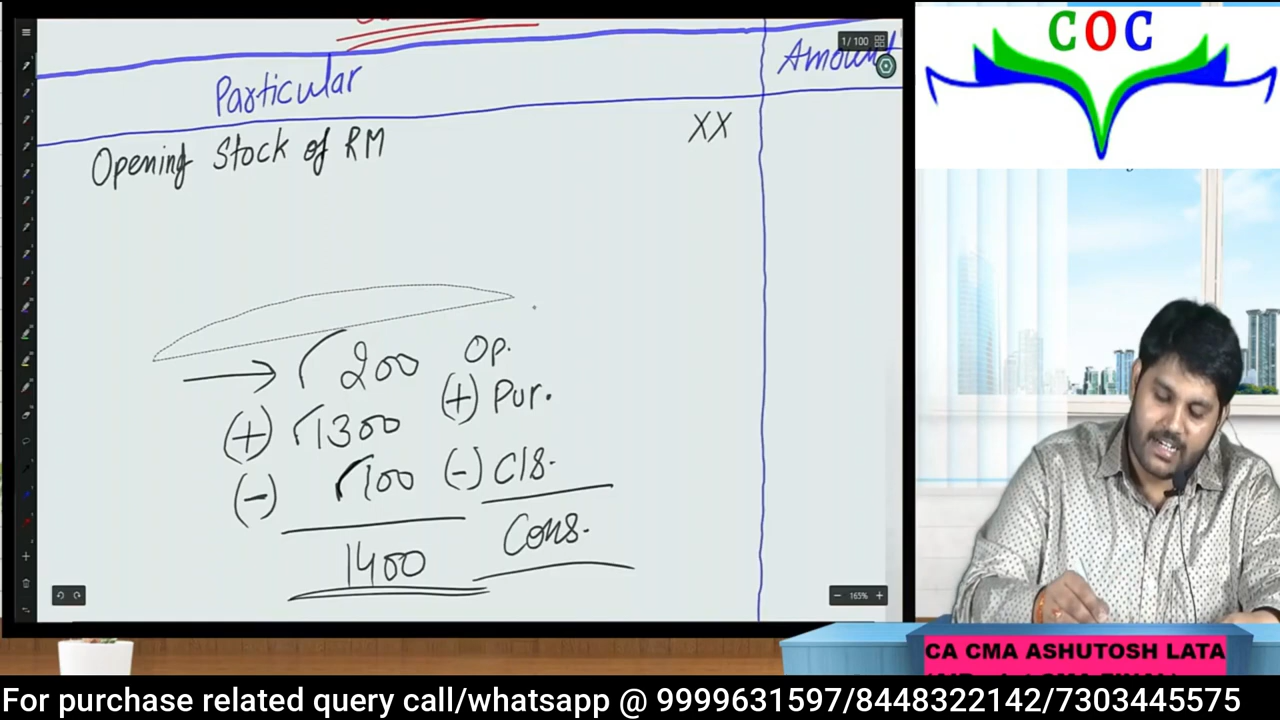 COC
1/100
Particular
Amoun
Opening Stock of RM XX
200 Op.
(+) 1300 (+) Pur.
(-) 100 (-) Cls.
1400 Cons.
165%
CA CMA ASHUTOSH LATA
For purchase related query call/whatsapp @ 9999631597/8448322142/7303445575